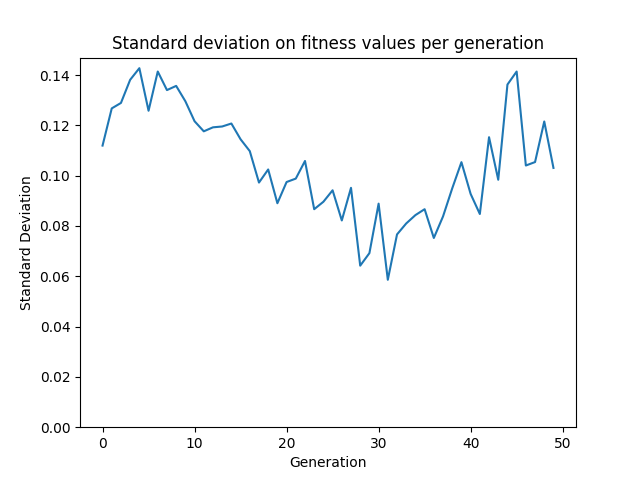 Standard deviation on fitness values per generation
0.14
0.12
0.10
0.08
0.06
0.04
0.02
0.00
Standard Deviation
0 10 20 30 40 50
Generation